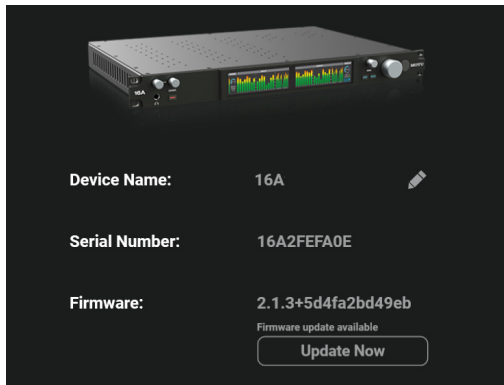 16A
MOTU
Device Name: 16A
Serial Number: 16A2FEFA0E
Firmware: 2.1.3+5d4fa2bd49eb
Firmware update available
Update Now